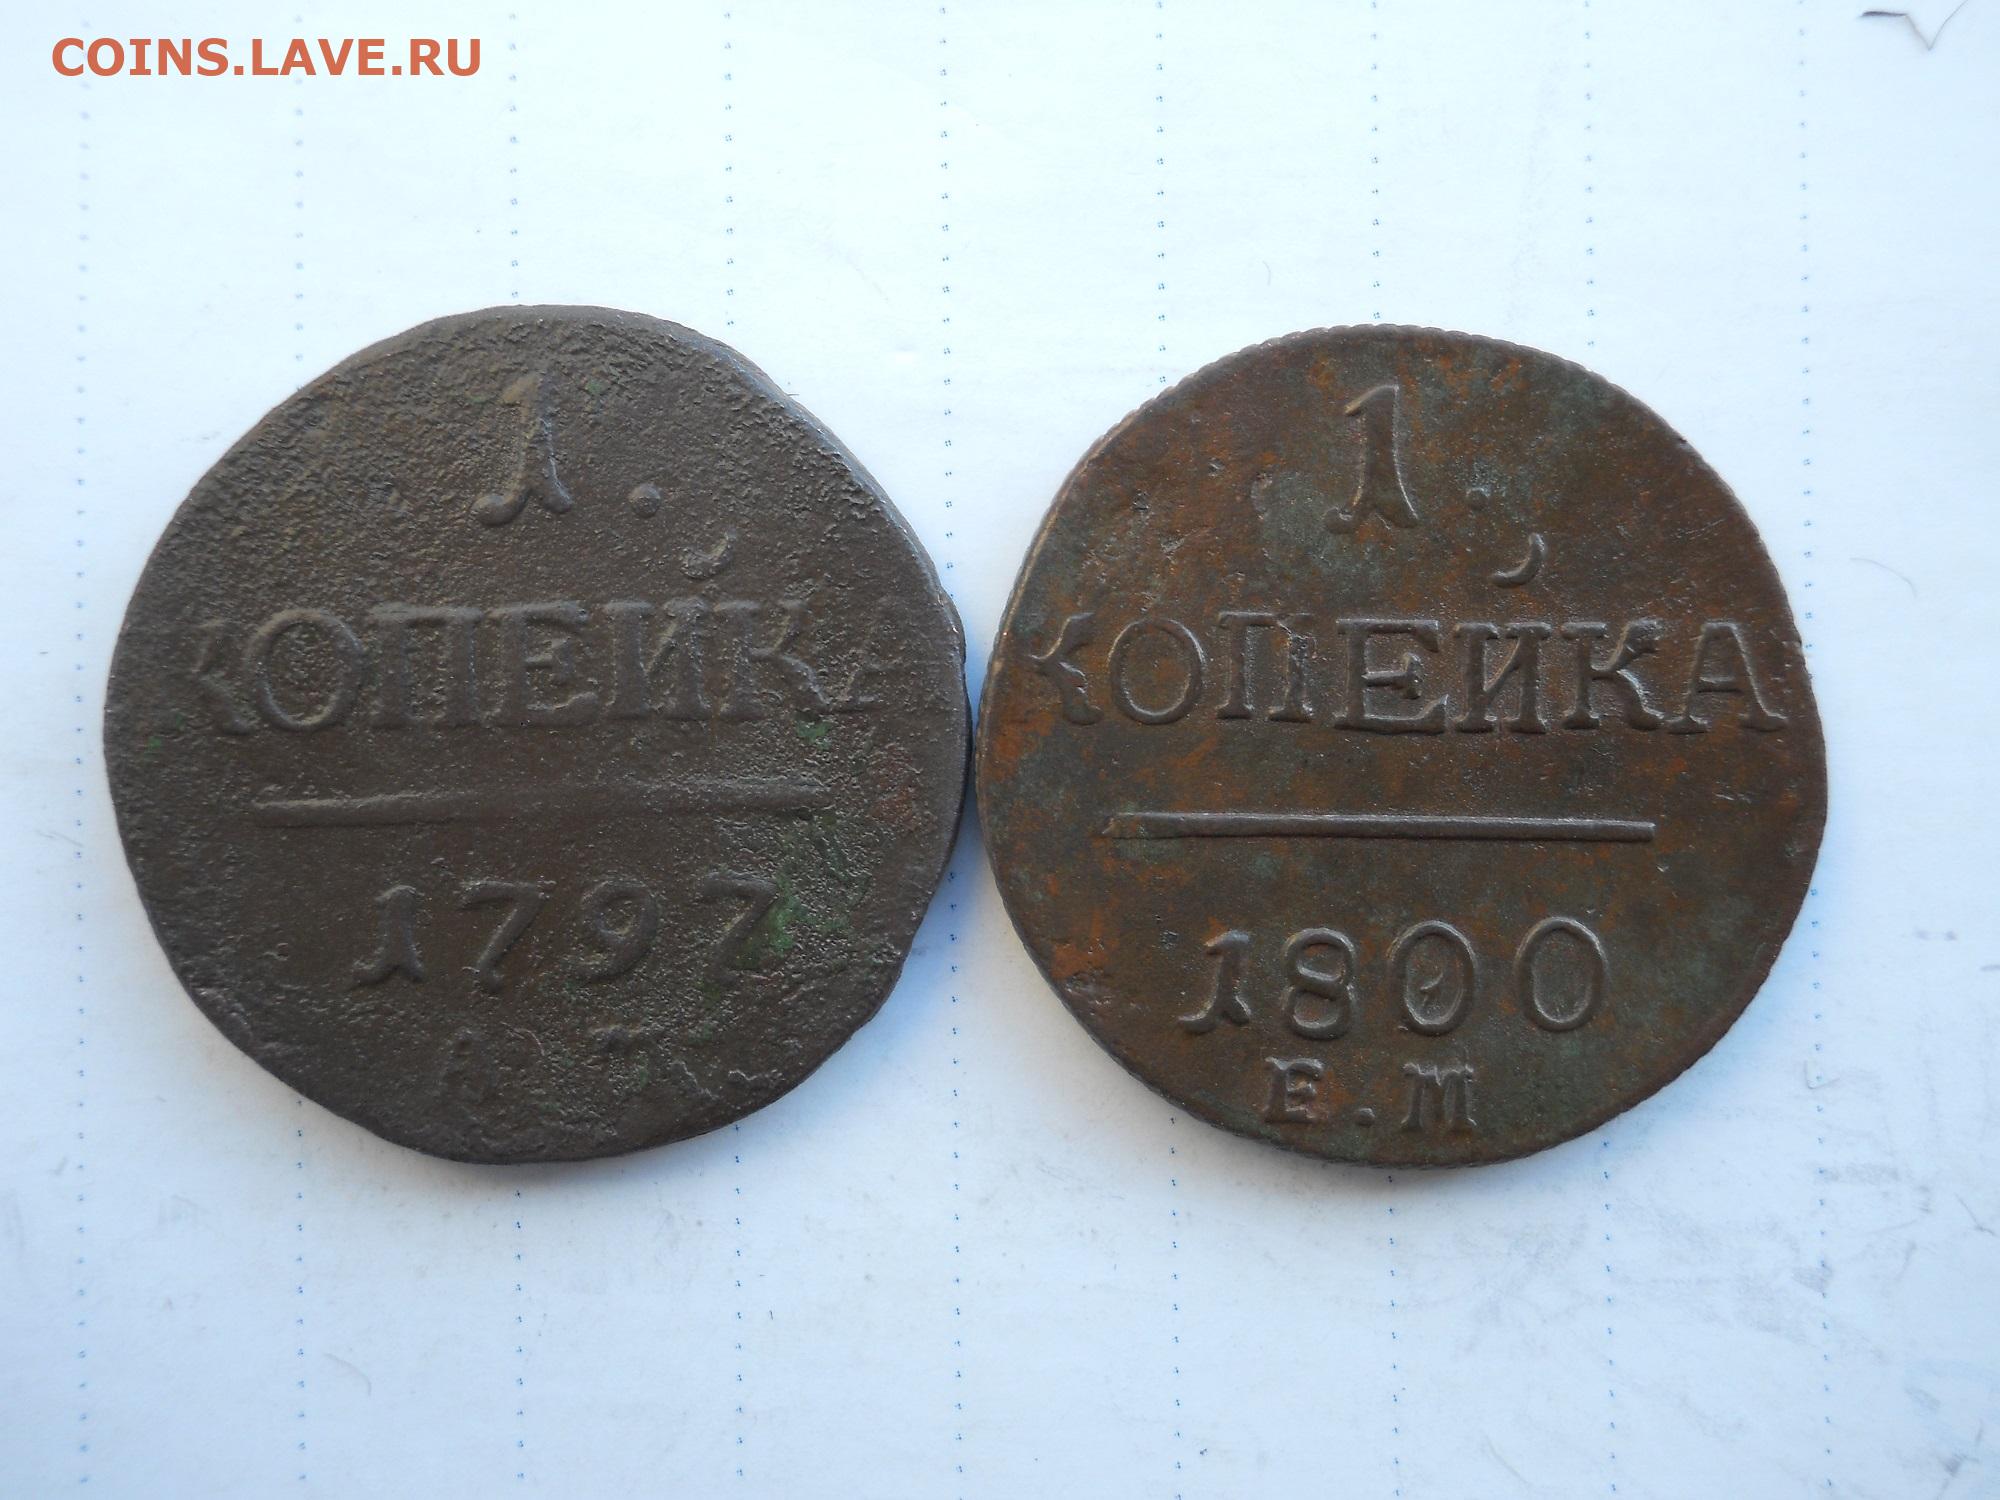 COINS.LAVE.RU
1.
КОПЕЙКА
1797
1.
КОПЕЙКА
1800
Е.М